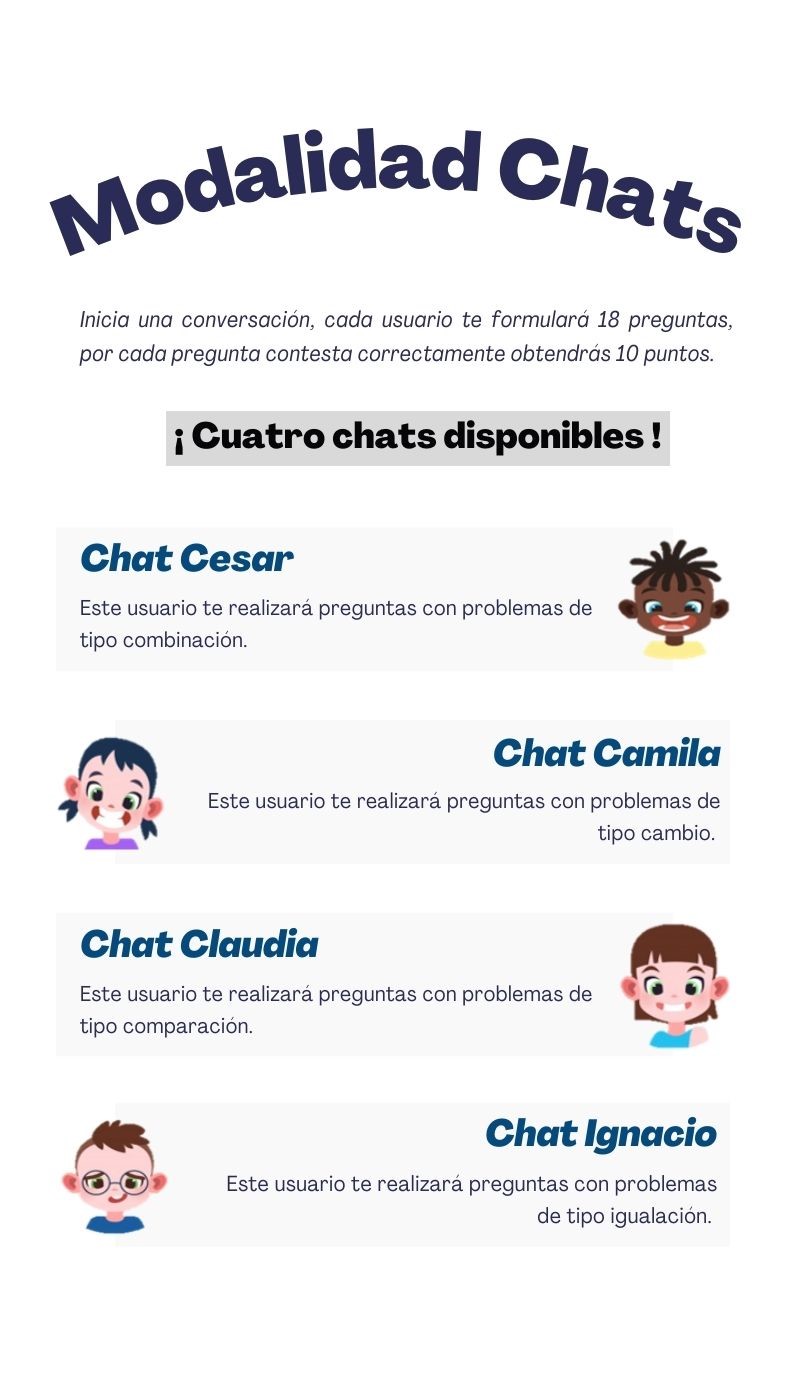 Modalidad Chats
Inicia una conversación, cada usuario te formulará 18 preguntas,
por cada pregunta contesta correctamente obtendrás 10 puntos.
¡ Cuatro chats disponibles !
Chat Cesar
Este usuario te realizará preguntas con problemas de
tipo combinación.
Chat Camila
Este usuario te realizará preguntas con problemas de
tipo cambio.
Chat Claudia
Este usuario te realizará preguntas con problemas de
tipo comparación.
Chat Ignacio
Este usuario te realizará preguntas con problemas
de tipo igualación.